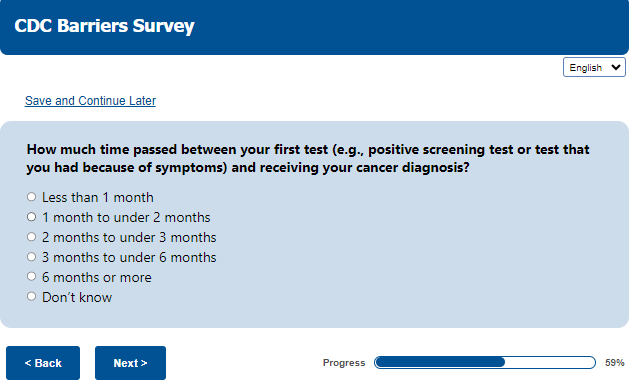 CDC Barriers Survey
English
Save and Continue Later
How much time passed between your first test (e.g., positive screening test or test that
you had because of symptoms) and receiving your cancer diagnosis?
Less than 1 month
1 month to under 2 months
2 months to under 3 months
3 months to under 6 months
6 months or more
Don't know
< Back
Next >
Progress
59%